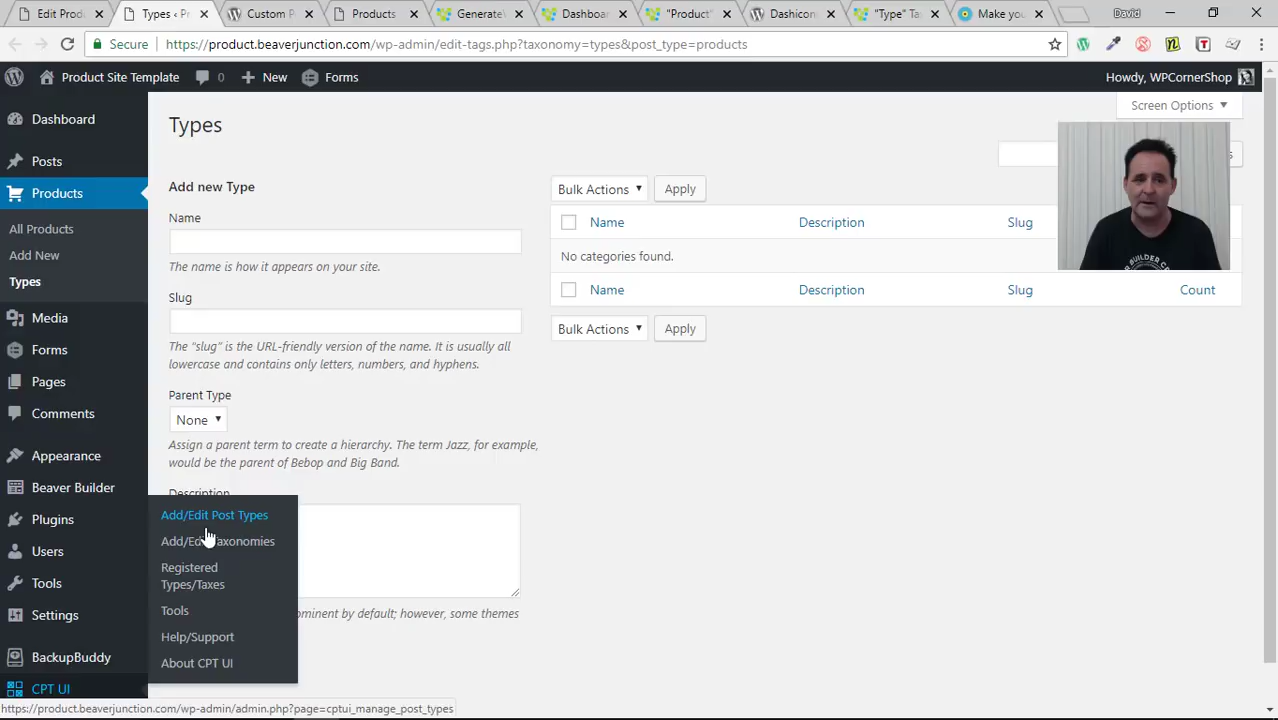 Edit Prod
Types ‹ P
Custom P
Products
Generate
Dashboa
"Product"
Dashicon
"Type" Ta
Make you
David
Secure
https://product.beaverjunction.com/wp-admin/edit-tags.php?taxonomy=types&post_type=products
Product Site Template
0
New
Forms
Howdy, WPCornerShop
Screen Options
Dashboard
Posts
Products
All Products
Add New
Types
Media
Forms
Pages
Comments
Appearance
Beaver Builder
Plugins
Users
Tools
Settings
BackupBuddy
CPT UI
Add/Edit Post Types
Add/Edit Taxonomies
Registered
Types/Taxes
Tools
Help/Support
About CPT UI
Types
Add new Type
Name
The name is how it appears on your site.
Slug
The "slug" is the URL-friendly version of the name. It is usually all
lowercase and contains only letters, numbers, and hyphens.
Parent Type
None
Assign a parent term to create a hierarchy. The term Jazz, for example,
would be the parent of Bebop and Big Band.
Description
prominent by default; however, some themes
Bulk Actions
Apply
Name
Description
Slug
No categories found.
Name
Description
Slug
Count
Bulk Actions
Apply
BUILDER CA
https://product.beaverjunction.com/wp-admin/admin.php?page=cptui_manage_post_types